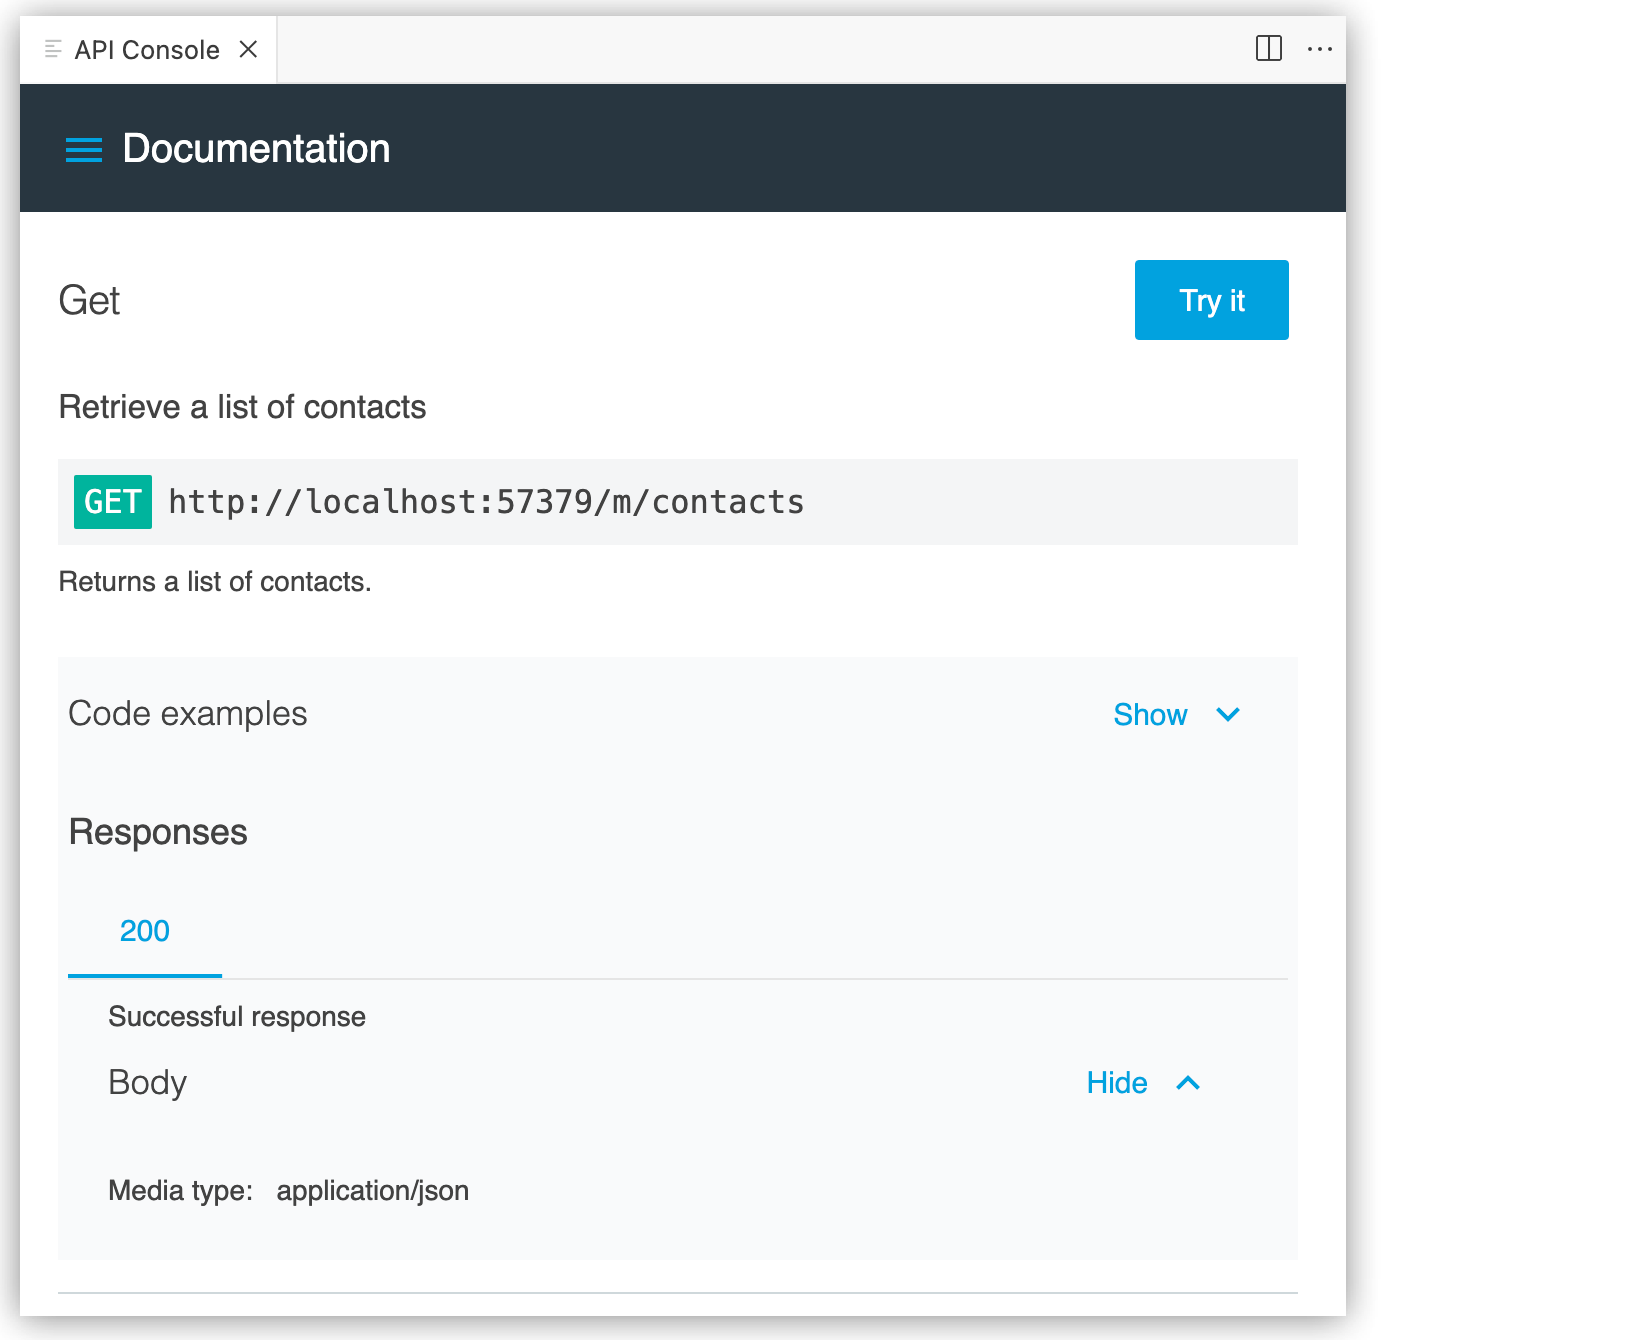 API Console
Documentation
Get
Try it
Retrieve a list of contacts
GET http://localhost:57379/m/contacts
Returns a list of contacts.
Code examples
Show
Responses
200
Successful response
Body
Hide
Media type: application/json